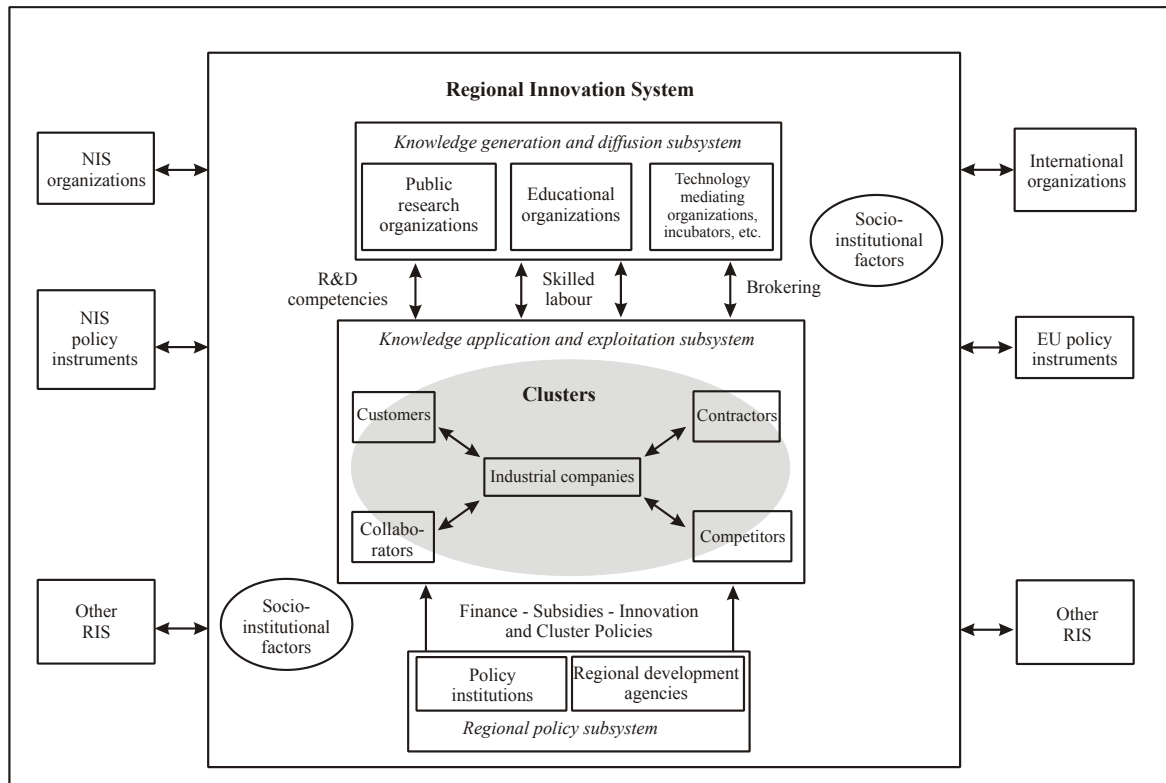 Regional Innovation System
Knowledge generation and diffusion subsystem
Public
research
organizations
Educational
organizations
Technology
mediating
organizations,
incubators, etc.
NIS
organizations
International
organizations
Socio-
institutional
factors
R&D
competencies
Skilled
labour
Brokering
NIS
policy
instruments
EU policy
instruments
Knowledge application and exploitation subsystem
Clusters
Customers
Contractors
Industrial companies
Collabo-
rators
Competitors
Other
RIS
Socio-
institutional
factors
Finance - Subsidies - Innovation
and Cluster Policies
Other
RIS
Policy
institutions
Regional development
agencies
Regional policy subsystem